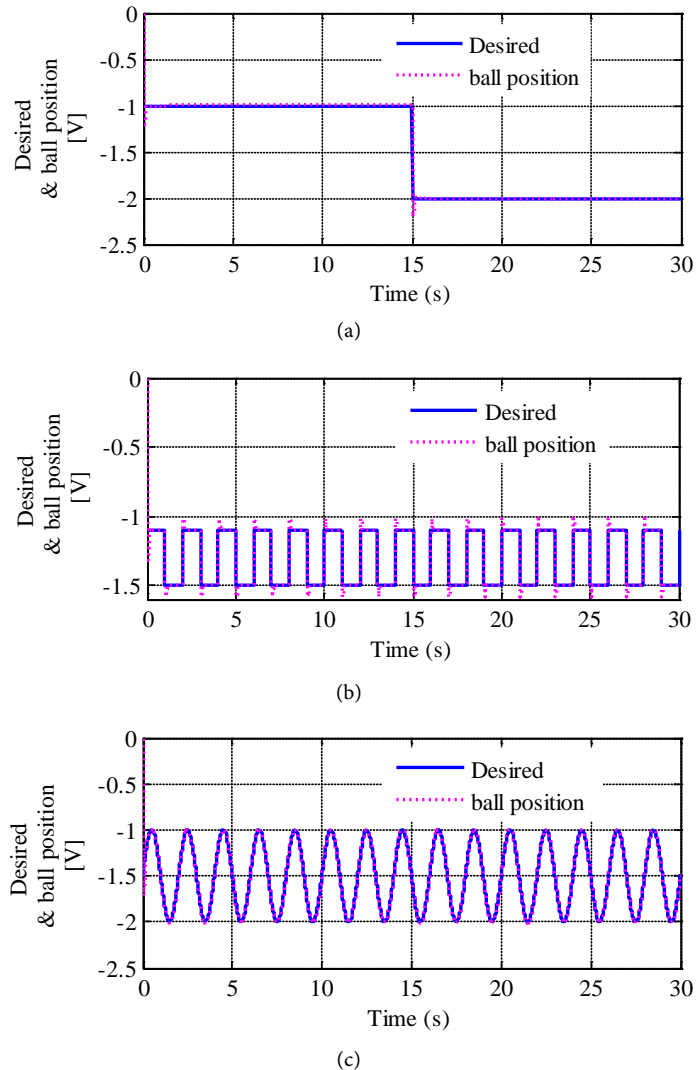 0
-0.5
-1
-1.5
-2
-2.5
Desired
& ball position
[V]
Desired
ball position
0 5 10 15 20 25 30
Time (s)
(a)
0
-0.5
-1
-1.5
Desired
& ball position
[V]
Desired
ball position
0 5 10 15 20 25 30
Time (s)
(b)
0
-0.5
-1
-1.5
-2
-2.5
Desired
& ball position
[V]
Desired
ball position
0 5 10 15 20 25 30
Time (s)
(c)